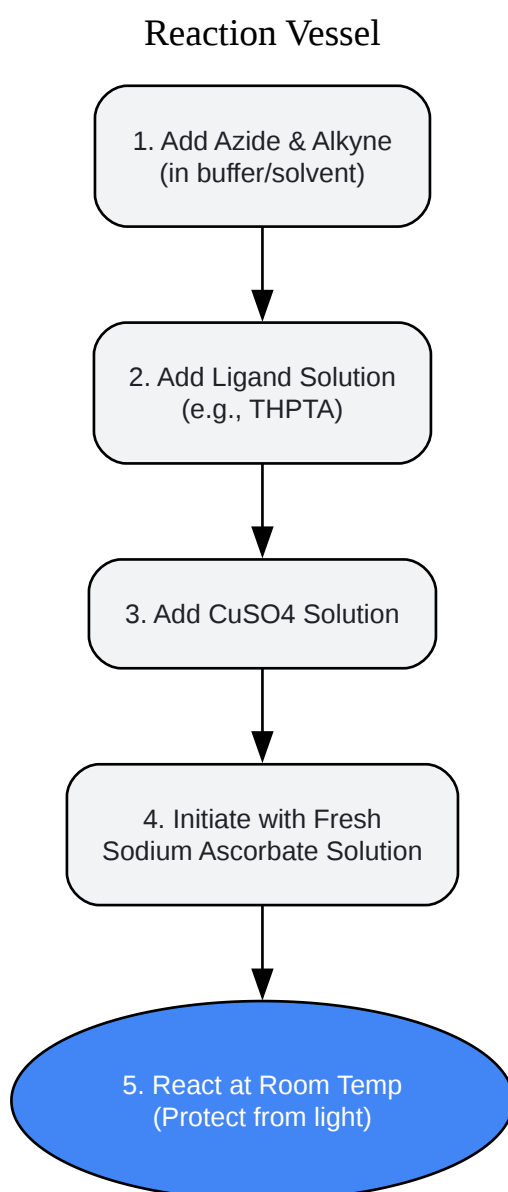 Reaction Vessel
1. Add Azide & Alkyne
(in buffer/solvent)
2. Add Ligand Solution
(e.g., THPTA)
3. Add CuSO4 Solution
4. Initiate with Fresh
Sodium Ascorbate Solution
5. React at Room Temp
(Protect from light)